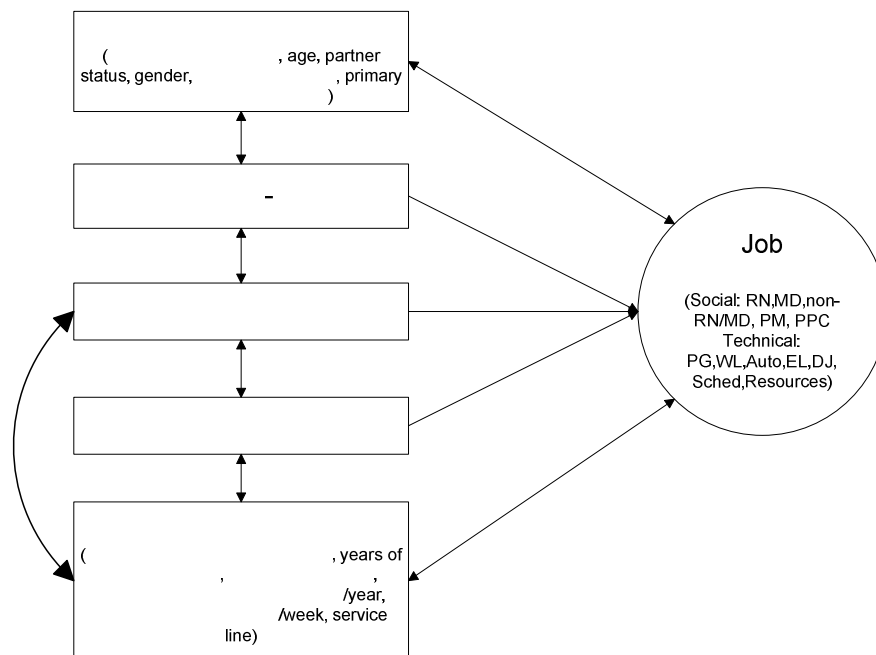 ( , age, partner
status, gender, , primary
)
-
( , years of
, ,
/year,
/week, service
line)
Job
(Social: RN,MD,non-
RN/MD, PM, PPC
Technical:
PG,WL,Auto,EL,DJ,
Sched,Resources)